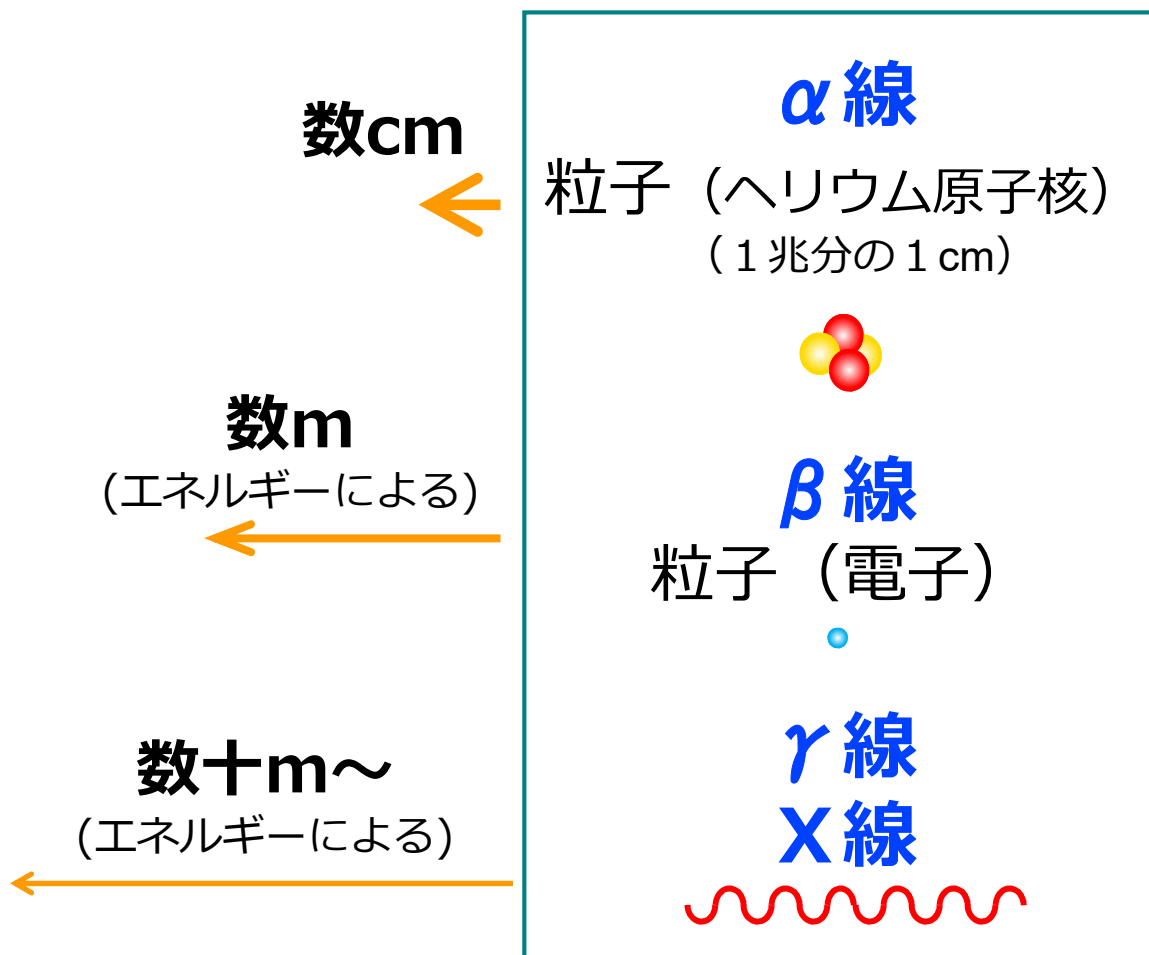 数cm
α線
粒子（ヘリウム原子核）
（１兆分の１cm）
数m
(エネルギーによる)
β線
粒子（電子）
数十m～
(エネルギーによる)
γ線
X線